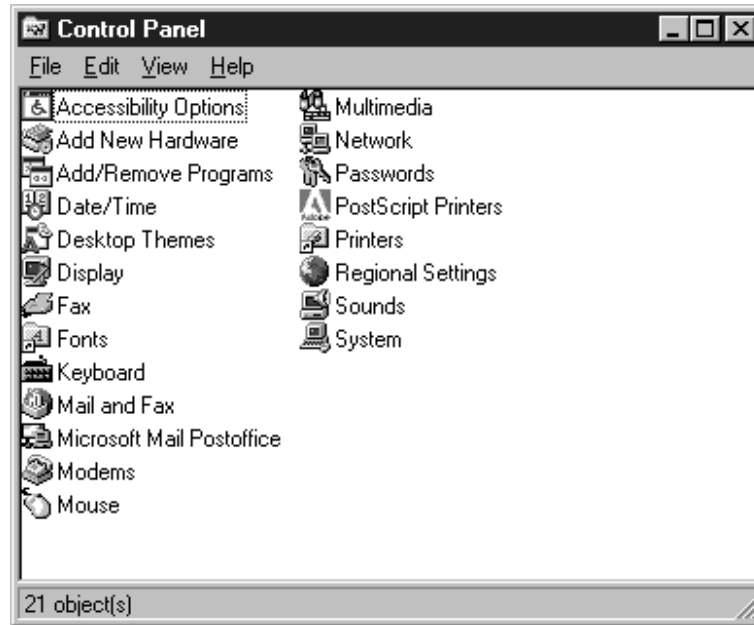 Control Panel
File Edit View Help
Accessibility Options
Add New Hardware
Add/Remove Programs
Date/Time
Desktop Themes
Display
Fax
Fonts
Keyboard
Mail and Fax
Microsoft Mail Postoffice
Modems
Mouse
Multimedia
Network
Passwords
PostScript Printers
Printers
Regional Settings
Sounds
System
21 object(s)